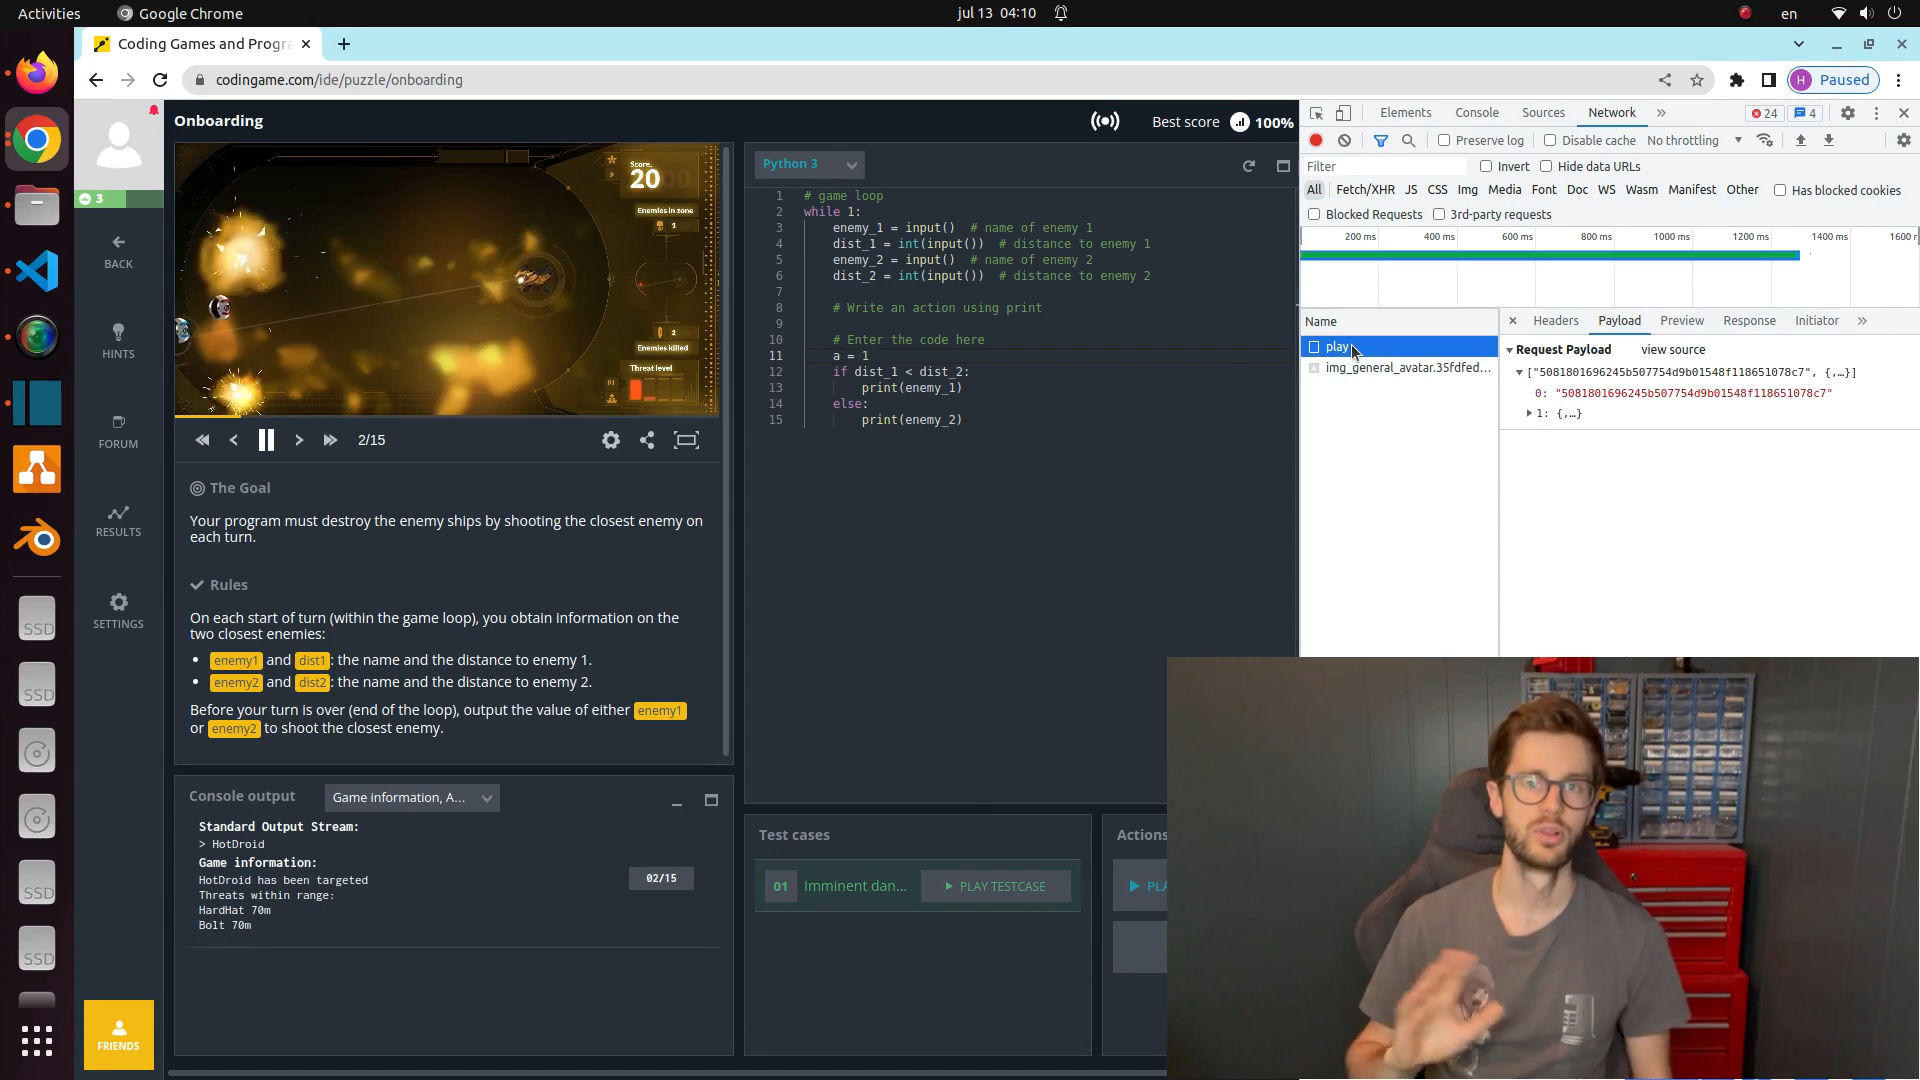 Activities
Google Chrome
jul 13 04:10
en
Coding Games and Progra
codingame.com/ide/puzzle/onboarding
H Paused
3
BACK
HINTS
FORUM
RESULTS
SETTINGS
FRIENDS
SSD
SSD
SSD
SSD
Onboarding
Best score 100%
Score.
20
Enemies in zone
Enemies killed
Threat level
2/15
The Goal
Your program must destroy the enemy ships by shooting the closest enemy on
each turn.
Rules
On each start of turn (within the game loop), you obtain information on the
two closest enemies:
• enemy1 and dist1: the name and the distance to enemy 1.
• enemy2 and dist2: the name and the distance to enemy 2.
Before your turn is over (end of the loop), output the value of either enemy1
or enemy2 to shoot the closest enemy.
Console output
Game information, A...
Standard Output Stream:
> HotDroid
Game information:
HotDroid has been targeted
Threats within range:
HardHat 70m
Bolt 70m
02/15
Python 3
1 # game loop
2 while 1:
3 enemy_1 = input() # name of enemy 1
4 dist_1 = int(input()) # distance to enemy 1
5 enemy_2 = input() # name of enemy 2
6 dist_2 = int(input()) # distance to enemy 2
7
8 # Write an action using print
9
10 # Enter the code here
11 a = 1
12 if dist_1 < dist_2:
13 print(enemy_1)
14 else:
15 print(enemy_2)
Test cases
01 Imminent dan... PLAY TESTCASE
Actions
PLA
Elements Console Sources Network » 24 4
Preserve log Disable cache No throttling
Filter Invert Hide data URLs
All Fetch/XHR JS CSS Img Media Font Doc WS Wasm Manifest Other Has blocked cookies
Blocked Requests 3rd-party requests
200 ms 400 ms 600 ms 800 ms 1000 ms 1200 ms 1400 ms 1600 r
Name
play
img_general_avatar.35fdfed...
Headers Payload Preview Response Initiator »
Request Payload view source
["5081801696245b507754d9b01548f118651078c7", {,…}]
0: "5081801696245b507754d9b01548f118651078c7"
1: {,…}